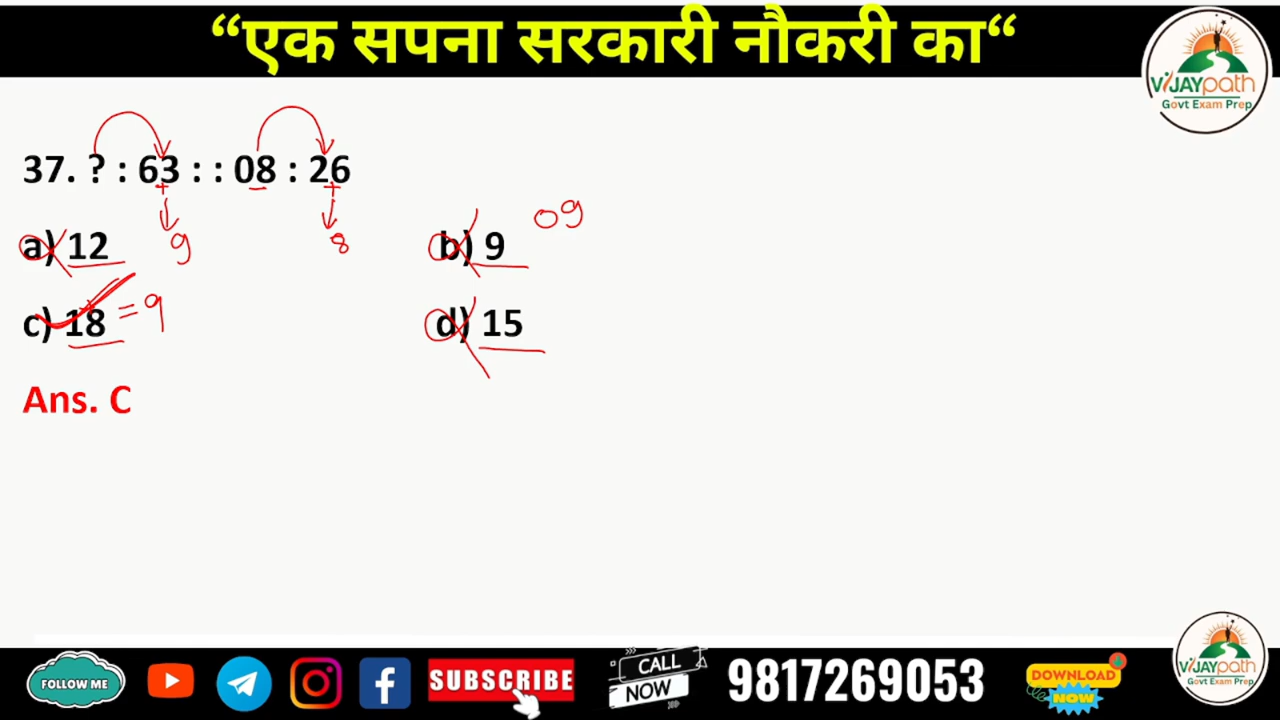 “एक सपना सरकारी नौकरी का“
VIJAYpath
Govt Exam Prep
37. ? : 63 : : 08 : 26
+ +
9 8
a) 12
b) 9 09
c) 18 = 9
d) 15
Ans. C
VIJAYpath
Govt Exam Prep
FOLLOW ME
SUBSCRIBE
CALL
NOW
9817269053
DOWNLOAD
NOW